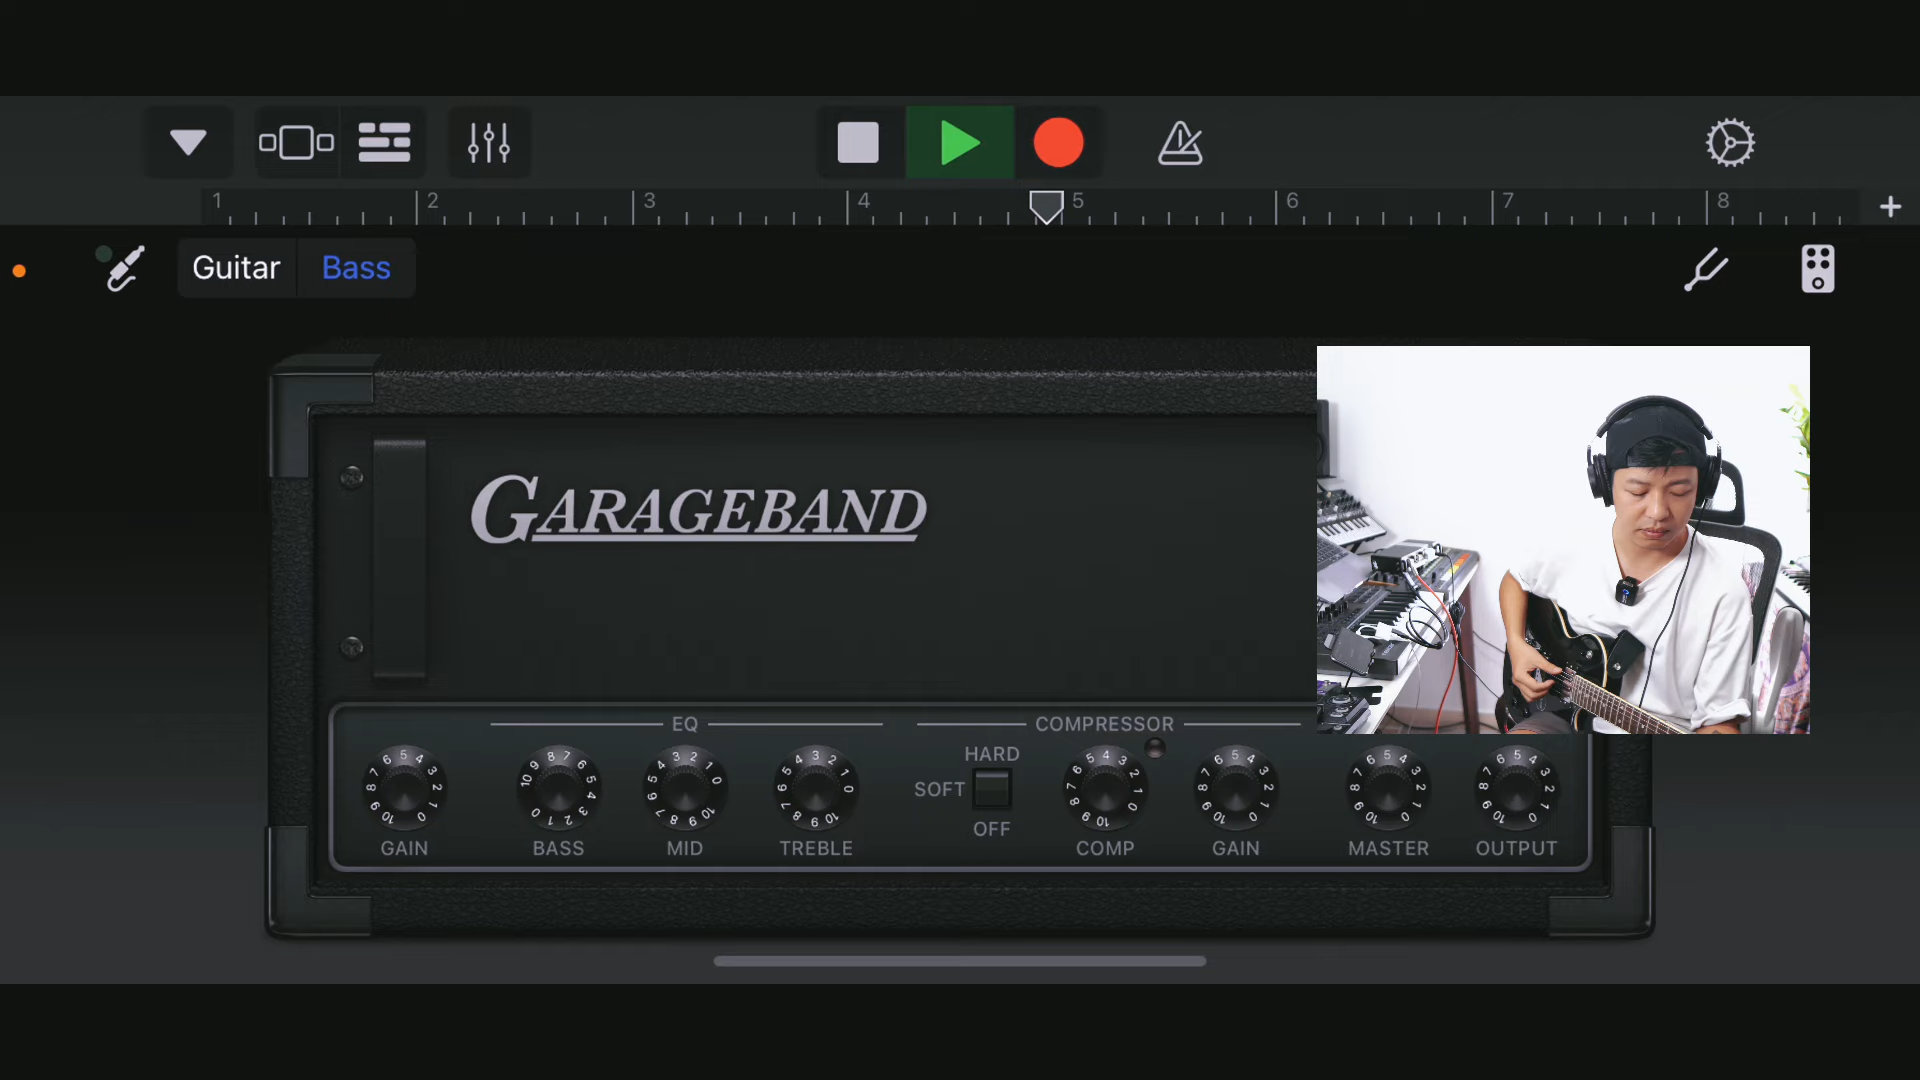 1 2 3 4 5 6 7 8
Guitar Bass
GARAGEBAND
EQ COMPRESSOR
HARD
SOFT
OFF
GAIN BASS MID TREBLE COMP GAIN MASTER OUTPUT